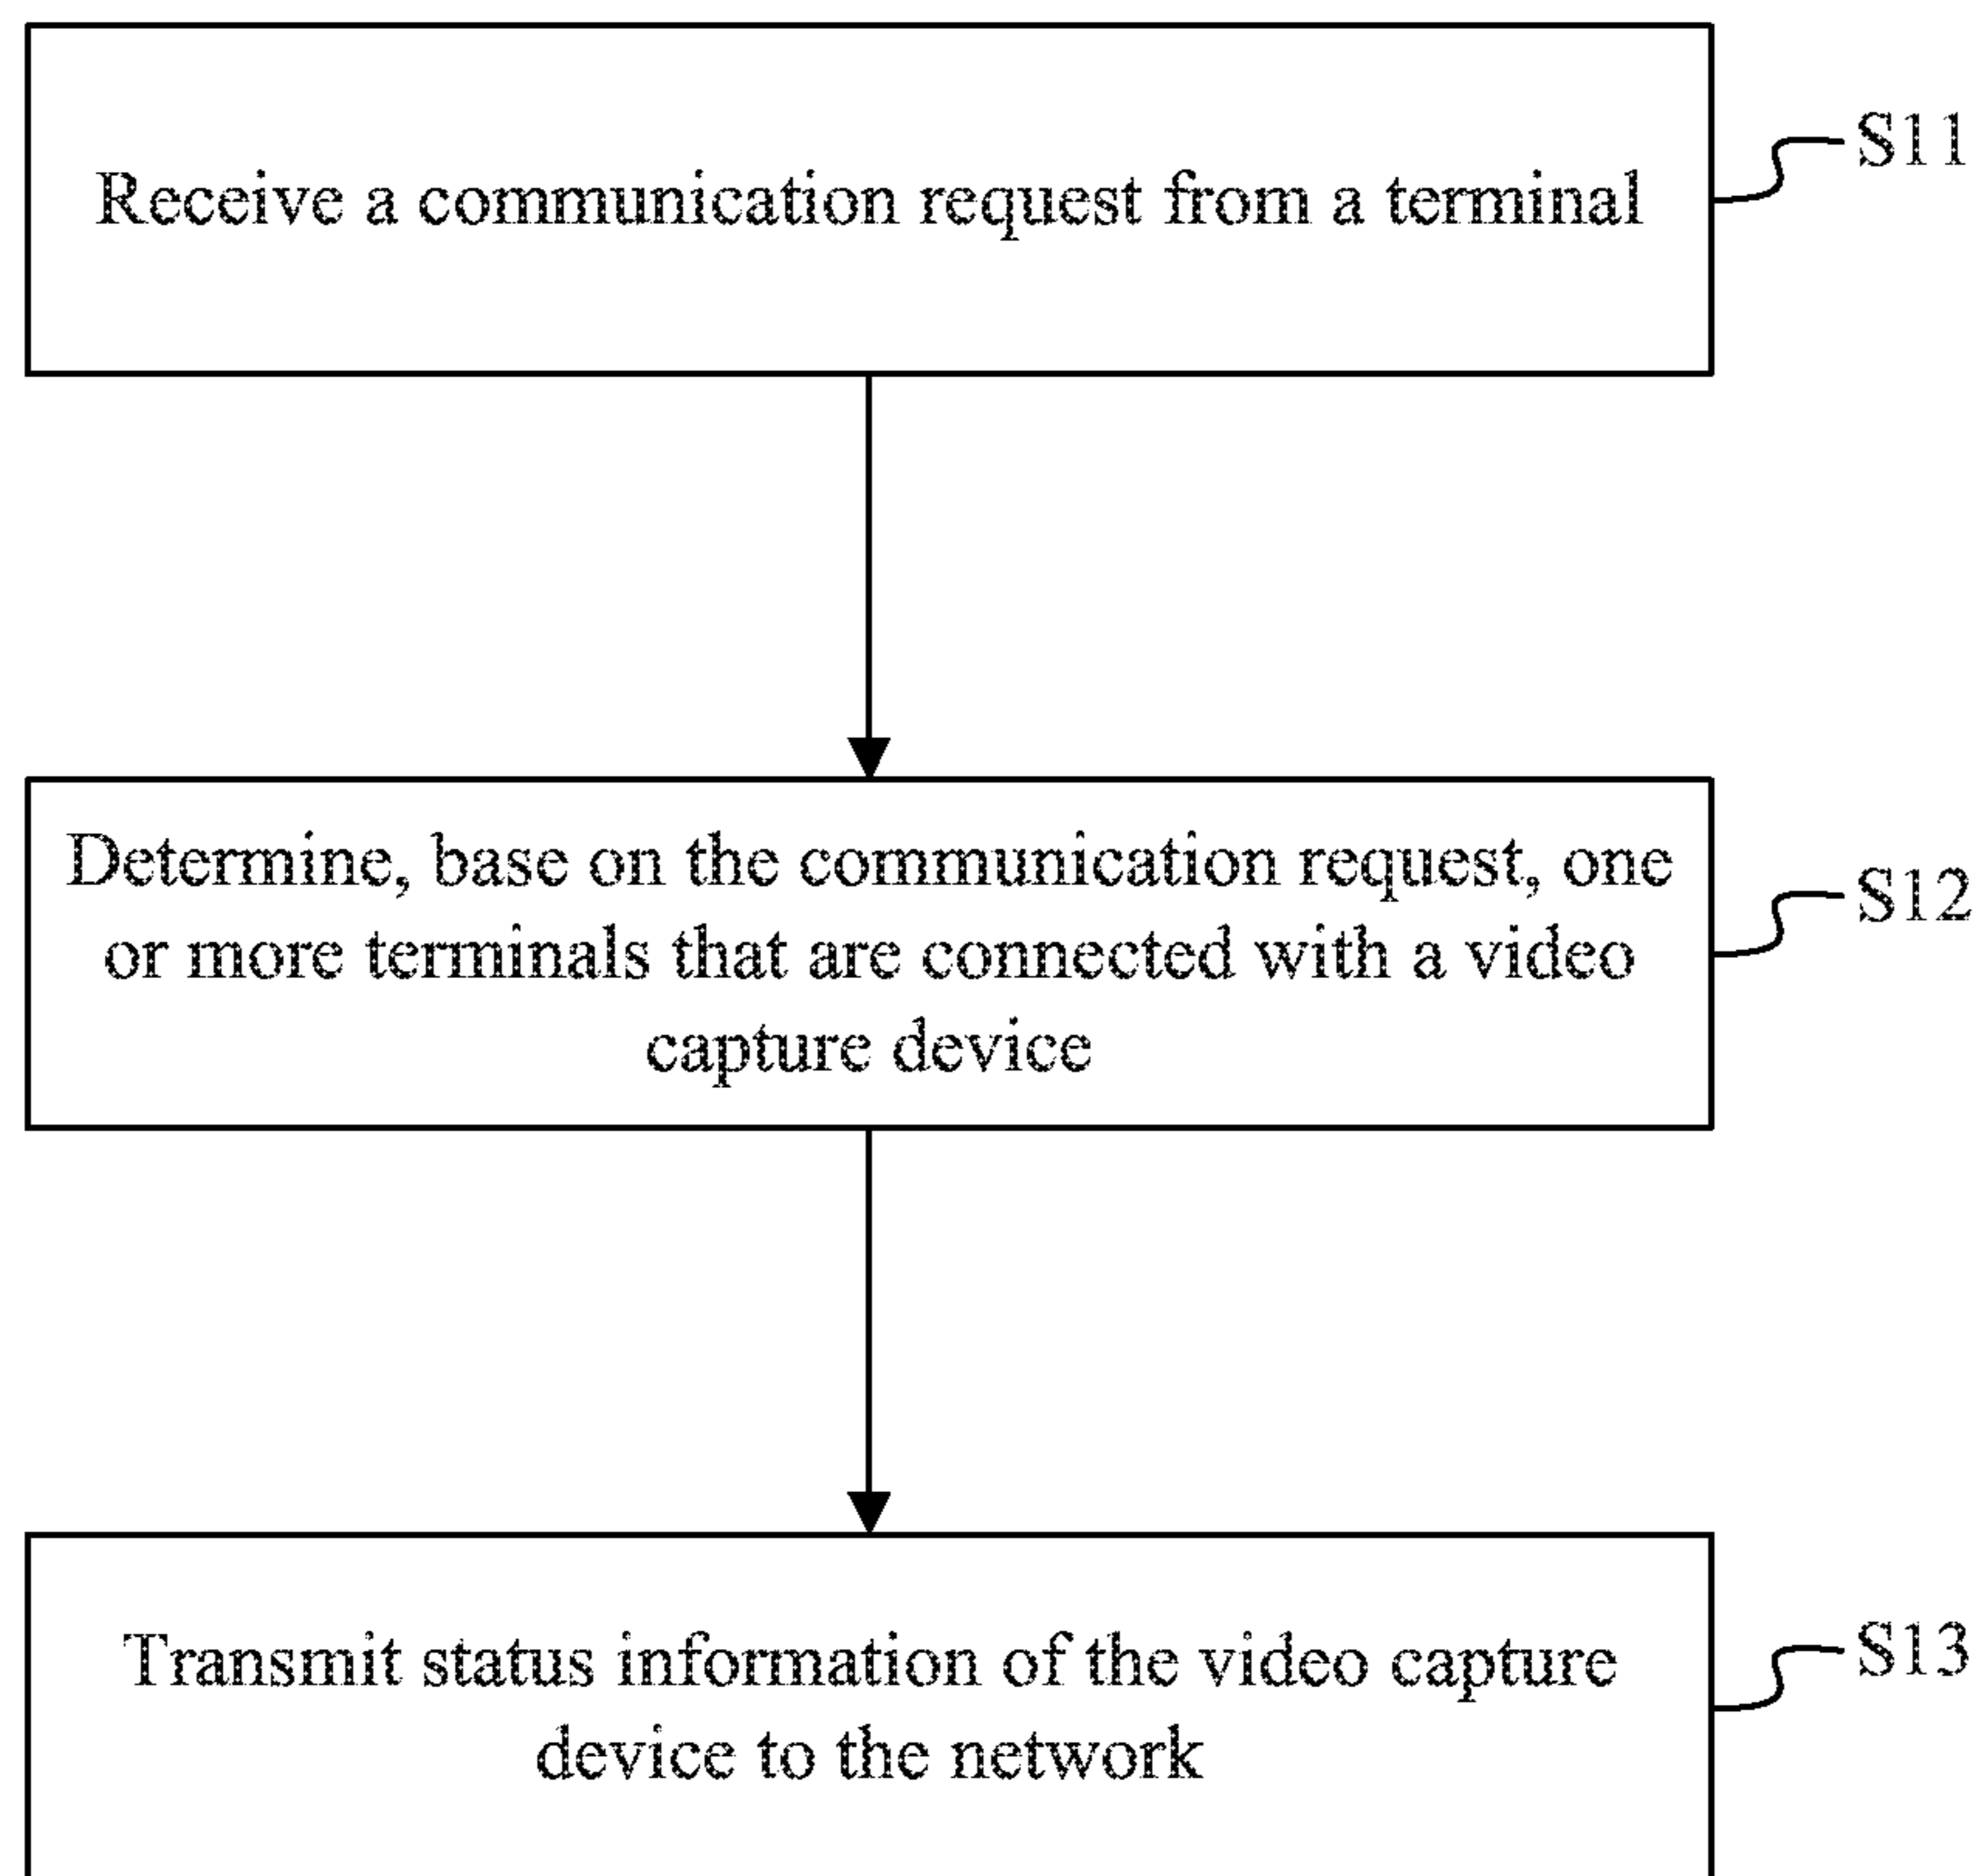 Receive a communication request from a terminal
S11
Determine, base on the communication request, one
or more terminals that are connected with a video
capture device
S12
Transmit status information of the video capture
device to the network
S13